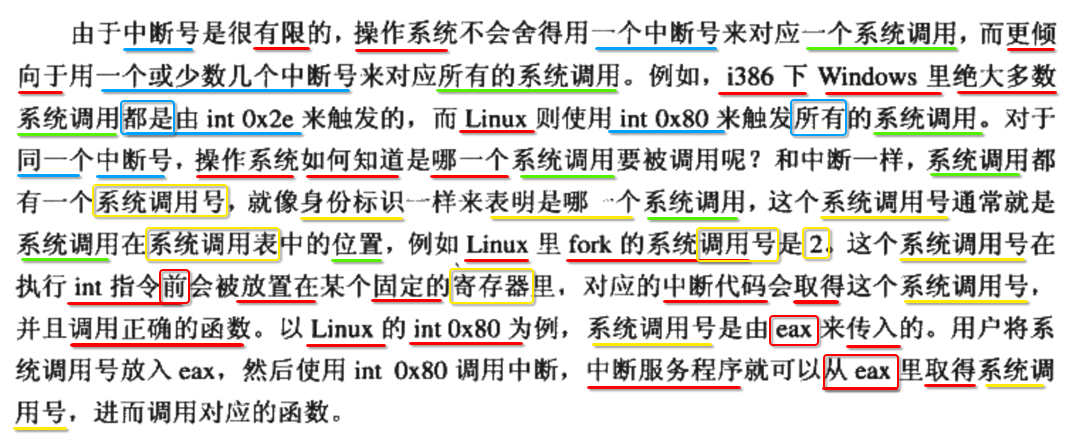 由于中断号是很有限的，操作系统不会舍得用一个中断号来对应一个系统调用，而更倾
向于用一个或少数几个中断号来对应所有的系统调用。例如，i386 下 Windows 里绝大多数
系统调用都是由 int 0x2e 来触发的，而 Linux 则使用 int 0x80 来触发所有的系统调用。对于
同一个中断号，操作系统如何知道是哪一个系统调用要被调用呢？和中断一样，系统调用都
有一个系统调用号，就像身份标识一样来表明是哪一个系统调用，这个系统调用号通常就是
系统调用在系统调用表中的位置，例如 Linux 里 fork 的系统调用号是 2。这个系统调用号在
执行 int 指令前会被放置在某个固定的寄存器里，对应的中断代码会取得这个系统调用号，
并且调用正确的函数。以 Linux 的 int 0x80 为例，系统调用号是由 eax 来传入的。用户将系
统调用号放入 eax，然后使用 int 0x80 调用中断，中断服务程序就可以从 eax 里取得系统调
用号，进而调用对应的函数。